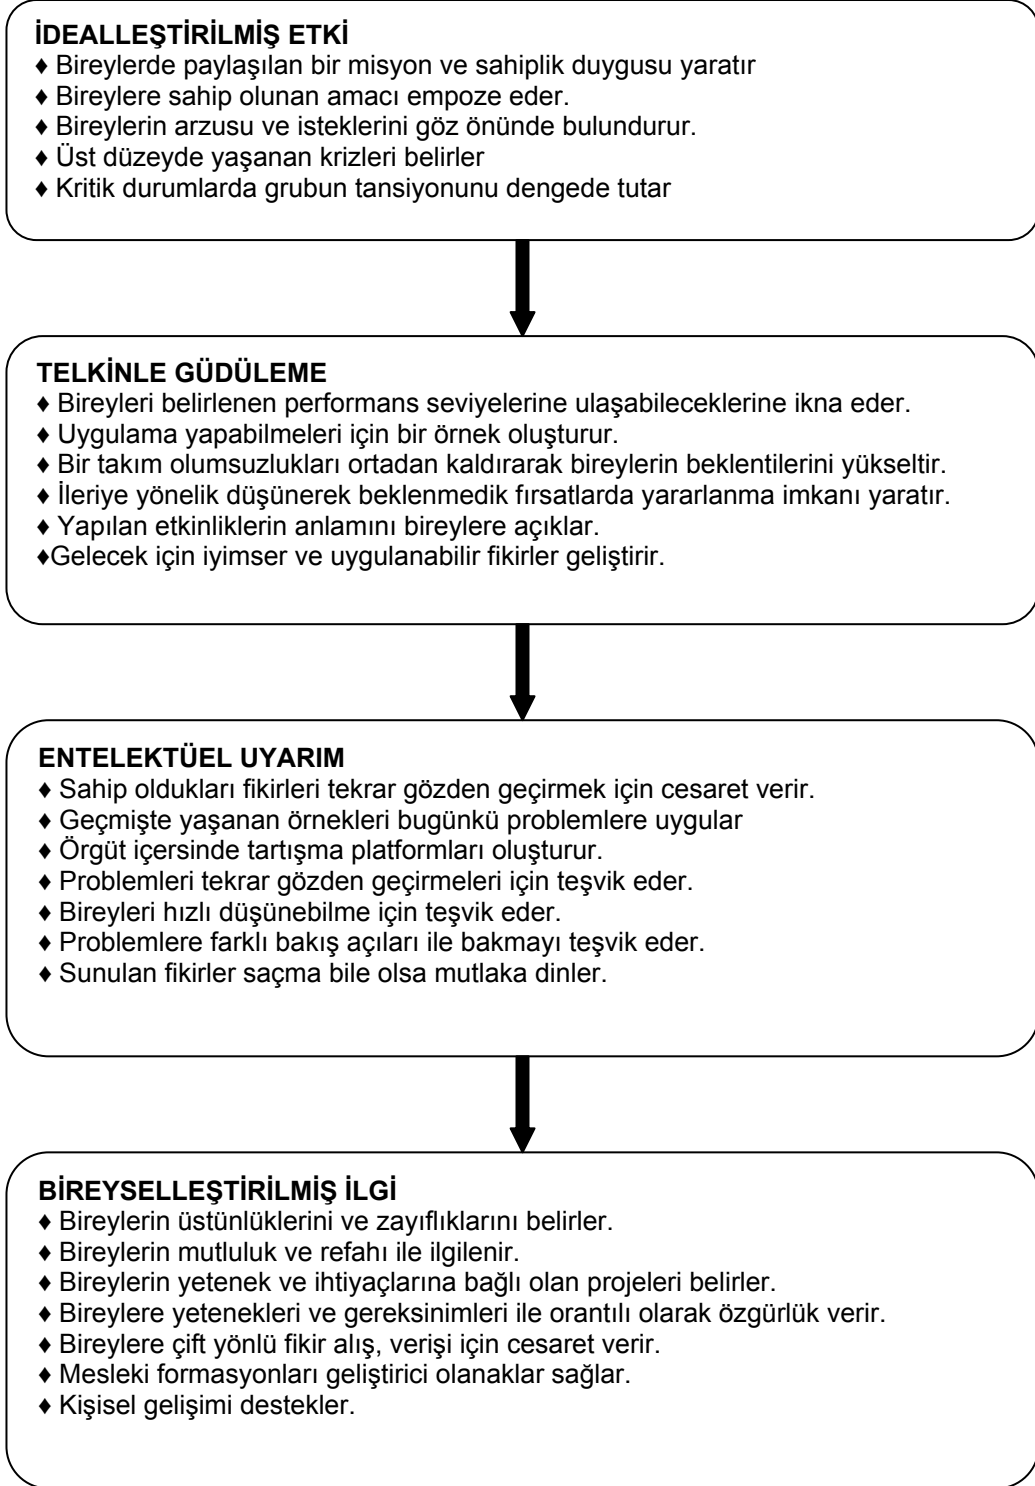 İDEALLEŞTİRİLMİŞ ETKİ
♦ Bireylerde paylaşılan bir misyon ve sahiplik duygusu yaratır
♦ Bireylere sahip olunan amacı empoze eder.
♦ Bireylerin arzusu ve isteklerini göz önünde bulundurur.
♦ Üst düzeyde yaşanan krizleri belirler
♦ Kritik durumlarda grubun tansiyonunu dengede tutar
TELKİNLE GÜDÜLEME
♦ Bireyleri belirlenen performans seviyelerine ulaşabileceklerine ikna eder.
♦ Uygulama yapabilmeleri için bir örnek oluşturur.
♦ Bir takım olumsuzlukları ortadan kaldırarak bireylerin beklentilerini yükseltir.
♦ İleriye yönelik düşünerek beklenmedik fırsatlarda yararlanma imkanı yaratır.
♦ Yapılan etkinliklerin anlamını bireylere açıklar.
♦Gelecek için iyimser ve uygulanabilir fikirler geliştirir.
ENTELEKTÜEL UYARIM
♦ Sahip oldukları fikirleri tekrar gözden geçirmek için cesaret verir.
♦ Geçmişte yaşanan örnekleri bugünkü problemlere uygular
♦ Örgüt içersinde tartışma platformları oluşturur.
♦ Problemleri tekrar gözden geçirmeleri için teşvik eder.
♦ Bireyleri hızlı düşünebilme için teşvik eder.
♦ Problemlere farklı bakış açıları ile bakmayı teşvik eder.
♦ Sunulan fikirler saçma bile olsa mutlaka dinler.
BİREYSELLEŞTİRİLMİŞ İLGİ
♦ Bireylerin üstünlüklerini ve zayıflıklarını belirler.
♦ Bireylerin mutluluk ve refahı ile ilgilenir.
♦ Bireylerin yetenek ve ihtiyaçlarına bağlı olan projeleri belirler.
♦ Bireylere yetenekleri ve gereksinimleri ile orantılı olarak özgürlük verir.
♦ Bireylere çift yönlü fikir alış, verişi için cesaret verir.
♦ Mesleki formasyonları geliştirici olanaklar sağlar.
♦ Kişisel gelişimi destekler.